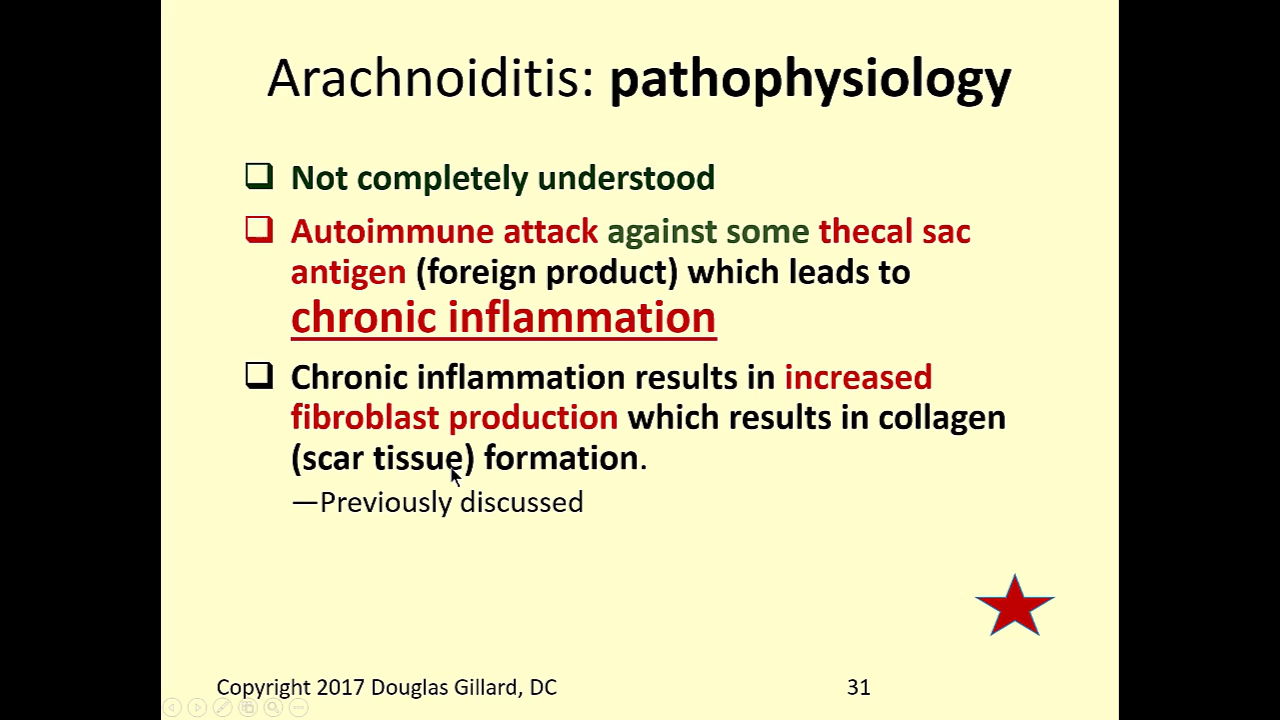 Arachnoiditis: pathophysiology
Not completely understood
Autoimmune attack against some thecal sac
antigen (foreign product) which leads to
chronic inflammation
Chronic inflammation results in increased
fibroblast production which results in collagen
(scar tissue) formation.
—Previously discussed
Copyright 2017 Douglas Gillard, DC
31